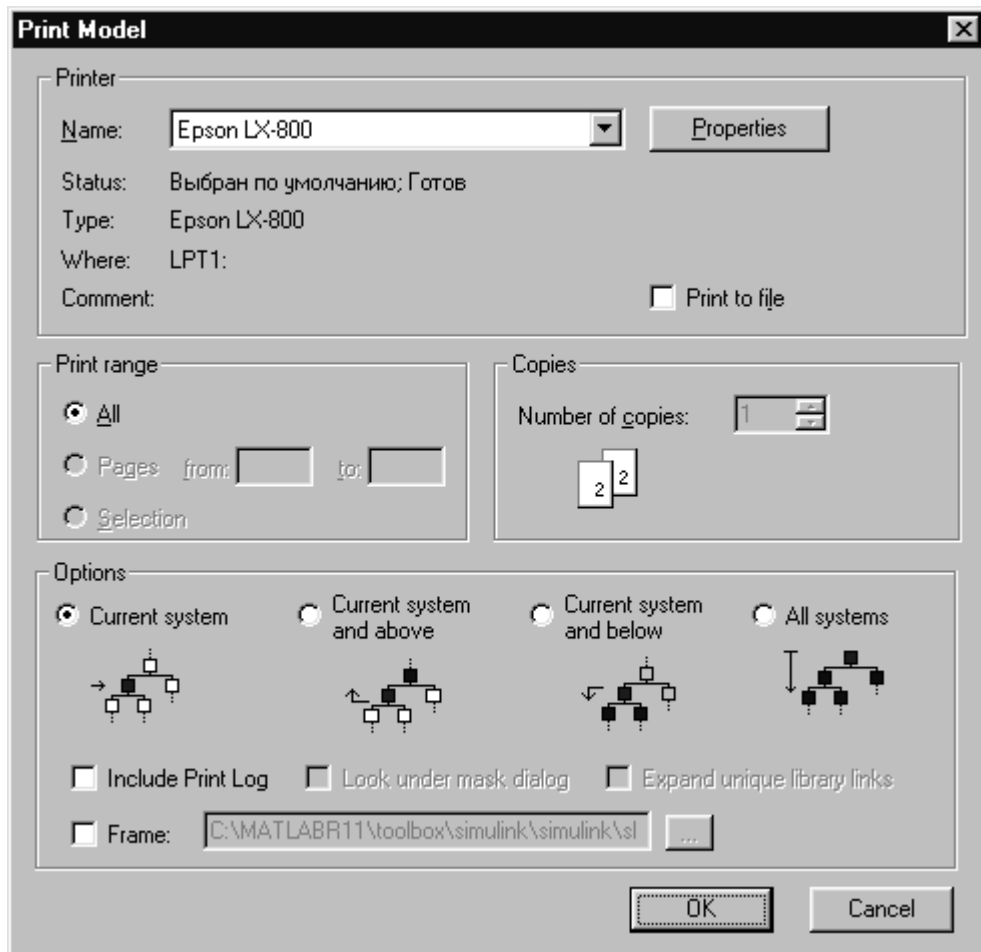 Print Model
Printer
Name: Epson LX-800 Properties
Status: Выбран по умолчанию; Готов
Type: Epson LX-800
Where: LPT1:
Comment: Print to file
Print range
All
Pages from: to:
Selection
Copies
Number of copies: 1
2 2
Options
Current system
Current system
and above
Current system
and below
All systems
Include Print Log Look under mask dialog Expand unique library links
Frame: C:\MATLABR11\toolbox\simulink\simulink\sl ...
OK Cancel